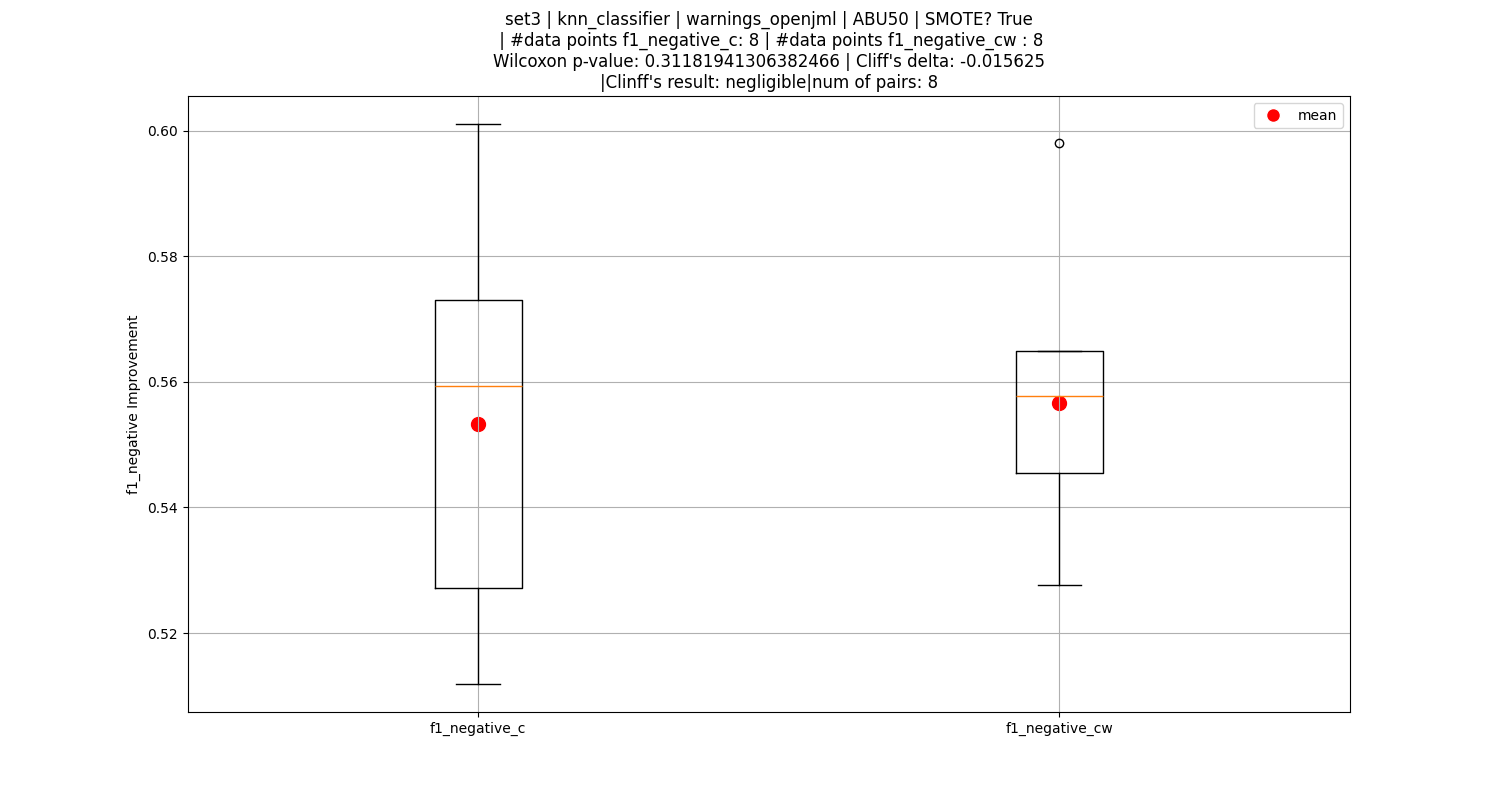 set3 | knn_classifier | warnings_openjml | ABU50 | SMOTE? True
| #data points f1_negative_c: 8 | #data points f1_negative_cw : 8
Wilcoxon p-value: 0.31181941306382466 | Cliff's delta: -0.015625
|Clinff's result: negligible|num of pairs: 8
mean
0.60
0.58
0.56
0.54
0.52
f1_negative Improvement
f1_negative_c
f1_negative_cw